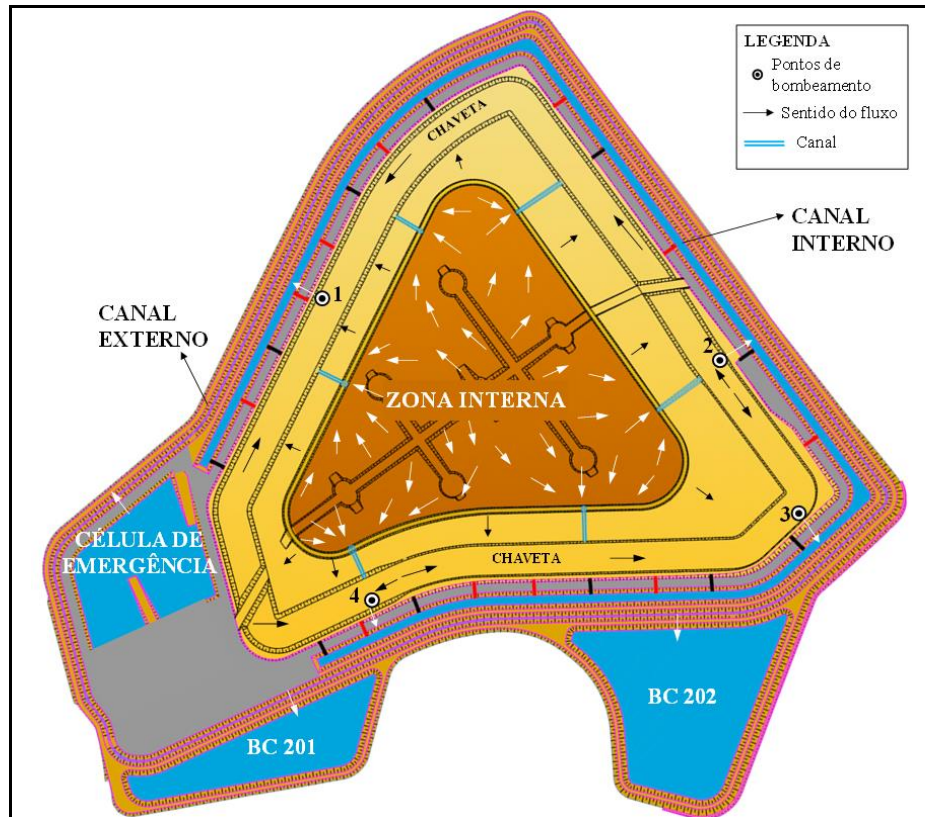 LEGENDA
Pontos de
bombeamento
Sentido do fluxo
Canal
CHAVETA
CANAL
INTERNO
1
CANAL
EXTERNO
2
ZONA INTERNA
3
CÉLULA DE
EMERGÊNCIA
CHAVETA
4
BC 202
BC 201